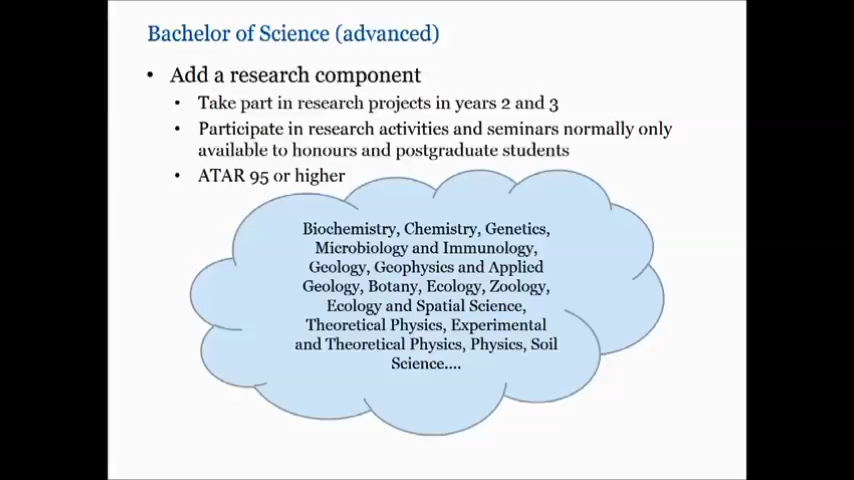 Bachelor of Science (advanced)
• Add a research component
• Take part in research projects in years 2 and 3
• Participate in research activities and seminars normally only
available to honours and postgraduate students
• ATAR 95 or higher
Biochemistry, Chemistry, Genetics,
Microbiology and Immunology,
Geology, Geophysics and Applied
Geology, Botany, Ecology, Zoology,
Ecology and Spatial Science,
Theoretical Physics, Experimental
and Theoretical Physics, Physics, Soil
Science....